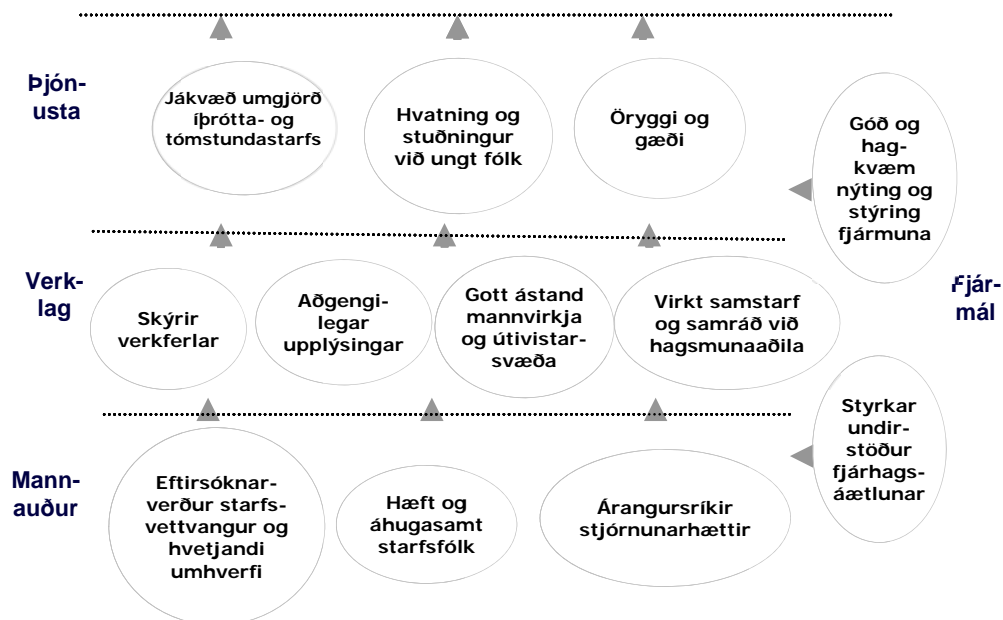 Þjón-
usta
Jákvæð umgjörð
íþrótta- og
tómstundastarfs
Hvatning og
stuðningur
við ungt fólk
Öryggi og
gæði
Góð og
hag-
kvæm
nýting og
stýring
fjármuna
Verk-
lag
Skýrir
verkferlar
Aðgengi-
legar
upplýsingar
Gott ástand
mannvirkja
og útivistar-
svæða
Virkt samstarf
og samráð við
hagsmunaaðila
Fjár-
mál
Styrkar
undir-
stöður
fjárhags-
áætlunar
Mann-
auður
Eftirsóknar-
verður starfs-
vettvangur og
hvetjandi
umhverfi
Hæft og
áhugasamt
starfsfólk
Árangursríkir
stjórnunarhættir